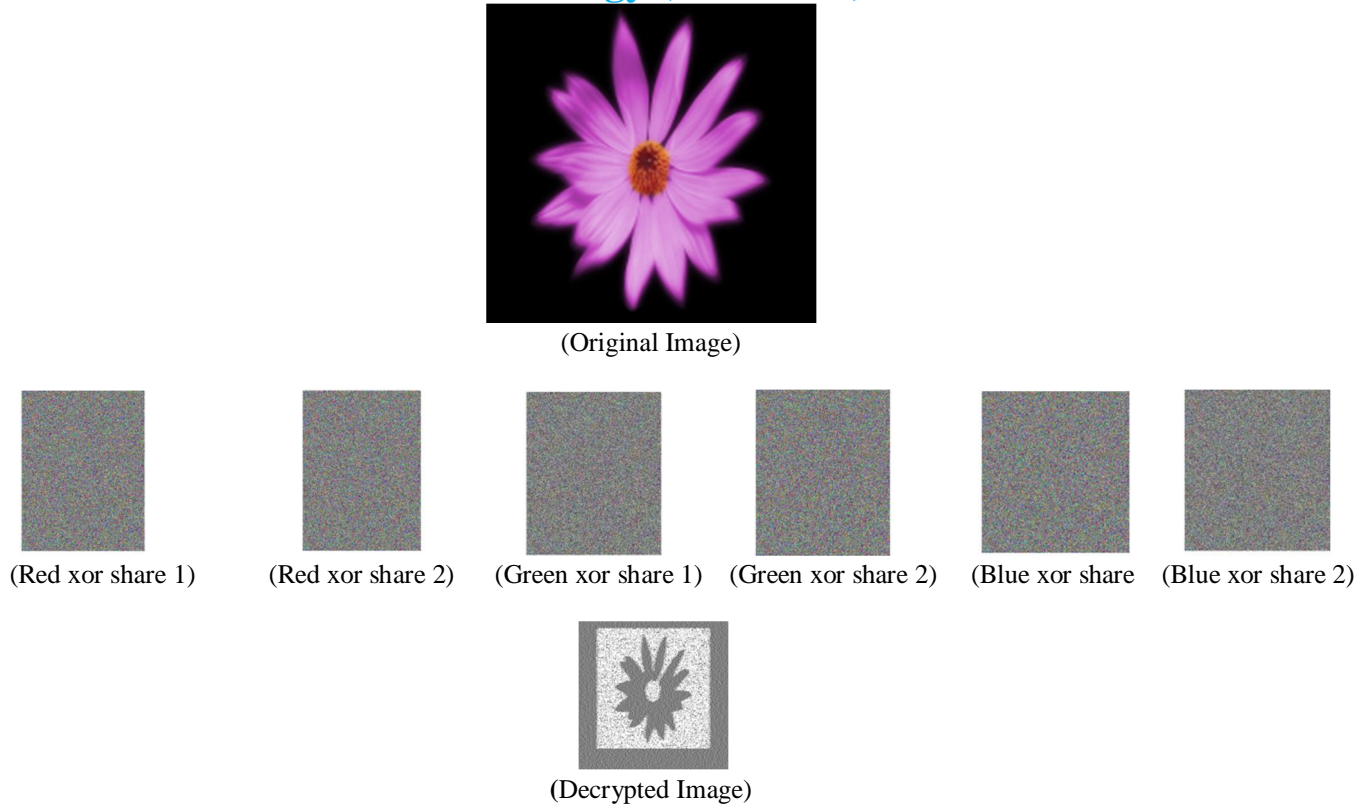 (Original Image)
(Red xor share 1) (Red xor share 2) (Green xor share 1) (Green xor share 2) (Blue xor share (Blue xor share 2)
(Decrypted Image)